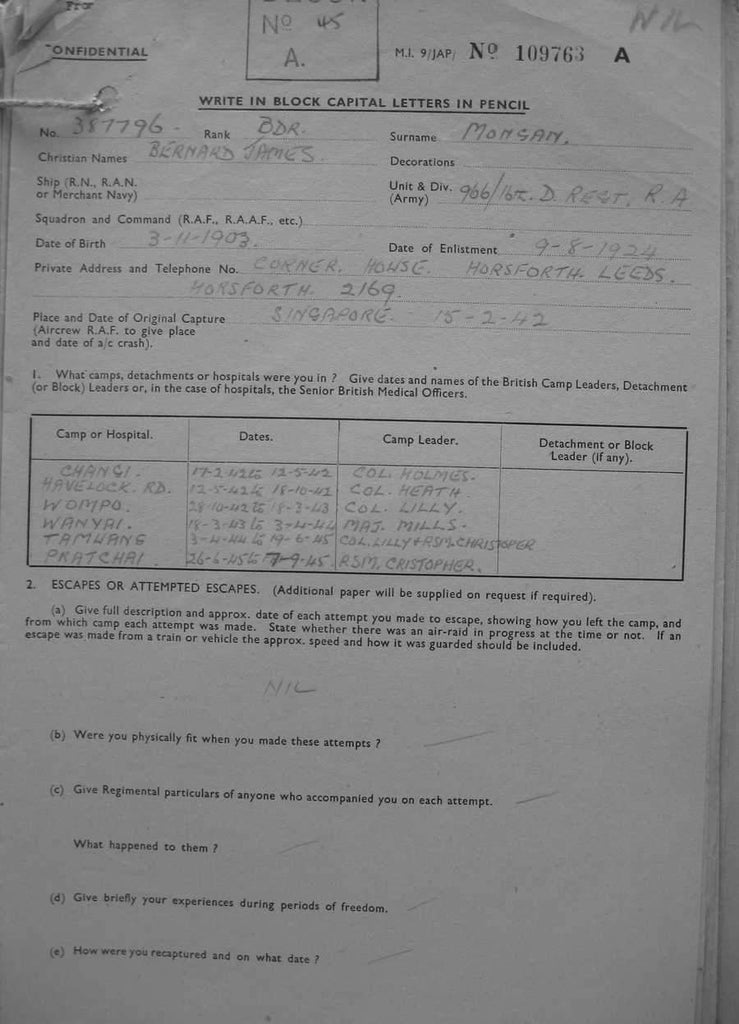 Nº 45
A.
NIL
CONFIDENTIAL
M.I. 9/JAP/ Nº 109763 A
WRITE IN BLOCK CAPITAL LETTERS IN PENCIL
No. 387796 - Rank BDR. Surname MONGAN.
Christian Names BERNARD JAMES. Decorations
Ship (R.N., R.A.N. or Merchant Navy)
Unit & Div. (Army) 966/ D. REGT, R.A
Squadron and Command (R.A.F., R.A.A.F., etc.)
Date of Birth 3-11-1903. Date of Enlistment 9-8-1924
Private Address and Telephone No. CORNER. HOUSE. HORSFORTH LEEDS.
HORSFORTH. 2169.
Place and Date of Original Capture SINGAPORE. 15-2-42
(Aircrew R.A.F. to give place
and date of a/c crash).
1. What camps, detachments or hospitals were you in ? Give dates and names of the British Camp Leaders, Detachment
(or Block) Leaders or, in the case of hospitals, the Senior British Medical Officers.
Camp or Hospital. Dates. Camp Leader. Detachment or Block Leader (if any).
CHANGI. 17-2-42 to 12-5-42 COL. HOLMES.
HAVELOCK. RD. 12-5-42 to 18-10-42 COL. HEATH.
WOMPO. 28-10-42 to 18-3-43 COL. LILLY.
WANYAI. 18-3-43 to 3-4-44 MAJ. MILLS -
TAMWANG 3-4-44 to 19-6-45 COL. LILLY + RSM. CHRISTOPER
PRATCHAI. 26-6-45 to 7-9-45. RSM. CRISTOPHER.
2. ESCAPES OR ATTEMPTED ESCAPES. (Additional paper will be supplied on request if required).
(a) Give full description and approx. date of each attempt you made to escape, showing how you left the camp, and
from which camp each attempt was made. State whether there was an air-raid in progress at the time or not. If an
escape was made from a train or vehicle the approx. speed and how it was guarded should be included.
NIL
(b) Were you physically fit when you made these attempts ?
(c) Give Regimental particulars of anyone who accompanied you on each attempt.
What happened to them ?
(d) Give briefly your experiences during periods of freedom.
(e) How were you recaptured and on what date ?